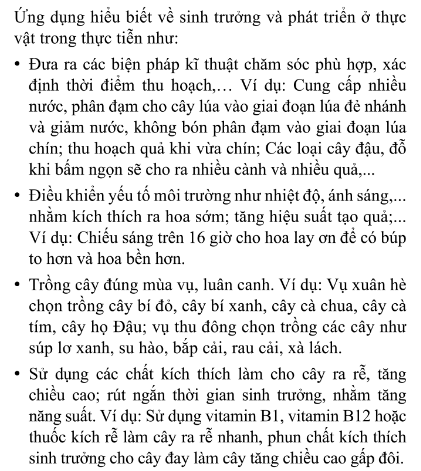 Ứng dụng hiểu biết về sinh trưởng và phát triển ở thực
vật trong thực tiễn như:
• Đưa ra các biện pháp kĩ thuật chăm sóc phù hợp, xác
định thời điểm thu hoạch,… Ví dụ: Cung cấp nhiều
nước, phân đạm cho cây lúa vào giai đoạn lúa đẻ nhánh
và giảm nước, không bón phân đạm vào giai đoạn lúa
chín; thu hoạch quả khi vừa chín; Các loại cây đậu, đỗ
khi bấm ngọn sẽ cho ra nhiều cành và nhiều quả,...
• Điều khiển yếu tố môi trường như nhiệt độ, ánh sáng,...
nhằm kích thích ra hoa sớm; tăng hiệu suất tạo quả;...
Ví dụ: Chiếu sáng trên 16 giờ cho hoa lay ơn để có búp
to hơn và hoa bền hơn.
• Trồng cây đúng mùa vụ, luân canh. Ví dụ: Vụ xuân hè
chọn trồng cây bí đỏ, cây bí xanh, cây cà chua, cây cà
tím, cây họ Đậu; vụ thu đông chọn trồng các cây như
súp lơ xanh, su hào, bắp cải, rau cải, xà lách.
• Sử dụng các chất kích thích làm cho cây ra rễ, tăng
chiều cao; rút ngắn thời gian sinh trưởng, nhằm tăng
năng suất. Ví dụ: Sử dụng vitamin B1, vitamin B12 hoặc
thuốc kích rễ làm cây ra rễ nhanh, phun chất kích thích
sinh trưởng cho cây đay làm cây tăng chiều cao gấp đôi.